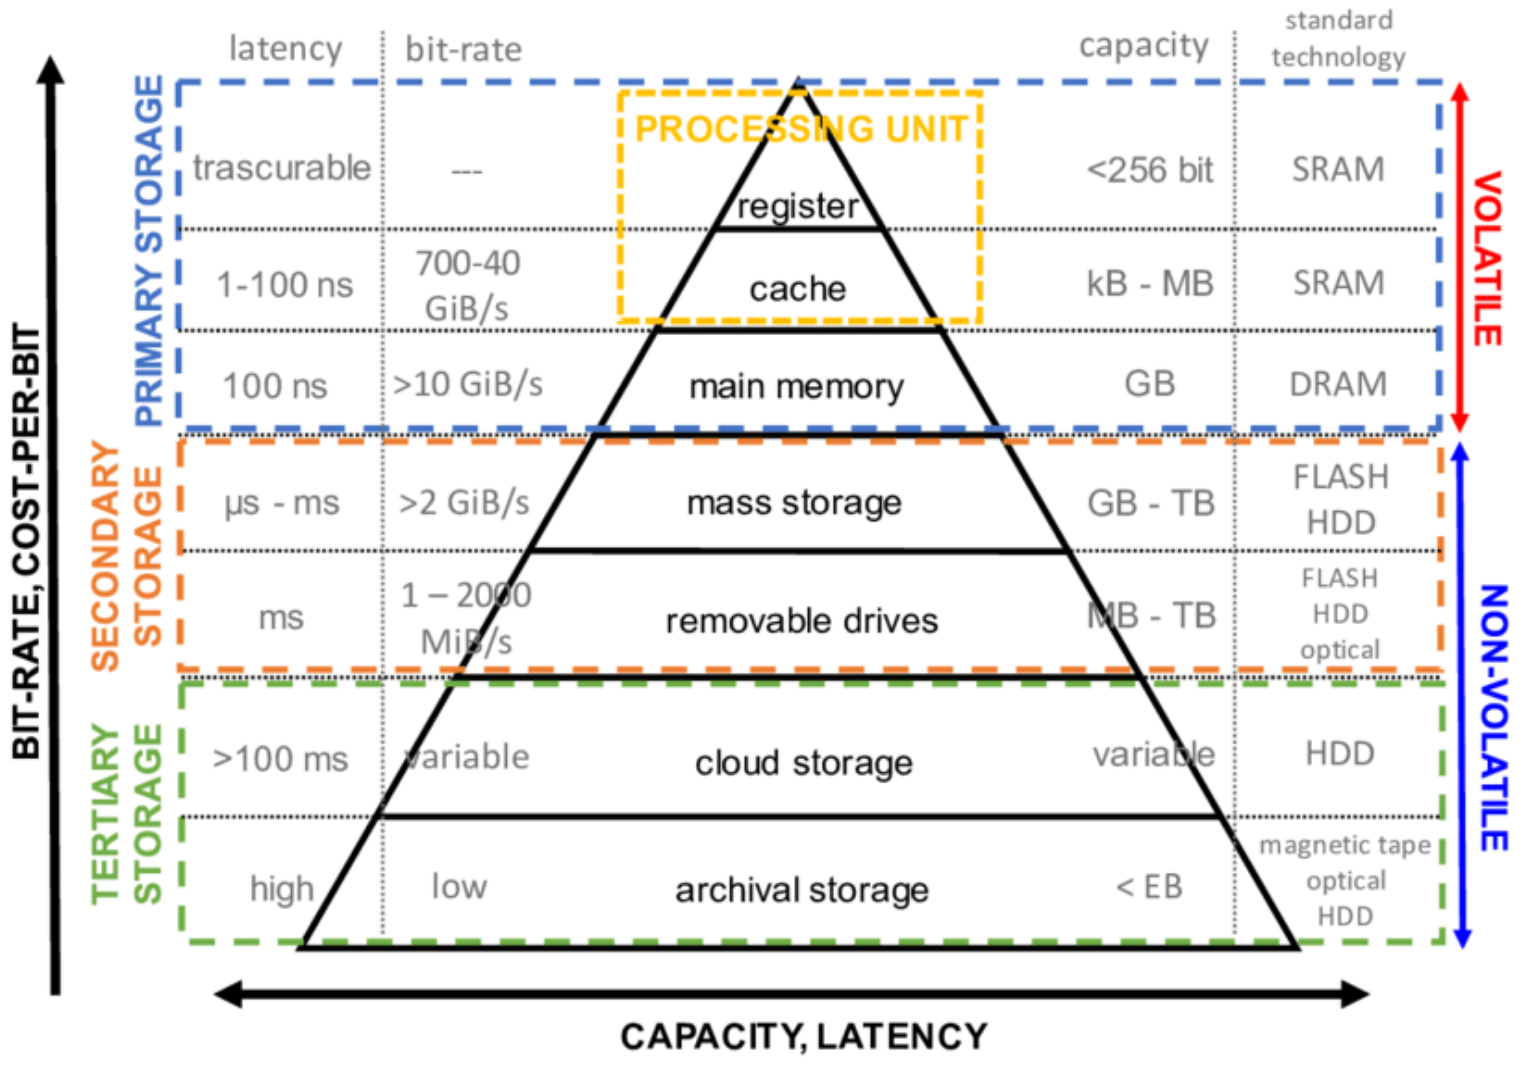 latency
bit-rate
capacity
standard
technology
PRIMARY STORAGE
PROCESSING UNIT
trascurable
---
register
<256 bit
SRAM
VOLATILE
1-100 ns
700-40
GiB/s
cache
kB - MB
SRAM
100 ns
>10 GiB/s
main memory
GB
DRAM
BIT-RATE, COST-PER-BIT
SECONDARY
STORAGE
µs - ms
>2 GiB/s
mass storage
GB - TB
FLASH
HDD
ms
1 – 2000
MiB/s
removable drives
MB - TB
FLASH
HDD
optical
NON-VOLATILE
TERTIARY
STORAGE
>100 ms
variable
cloud storage
variable
HDD
high
low
archival storage
< EB
magnetic tape
optical
HDD
CAPACITY, LATENCY